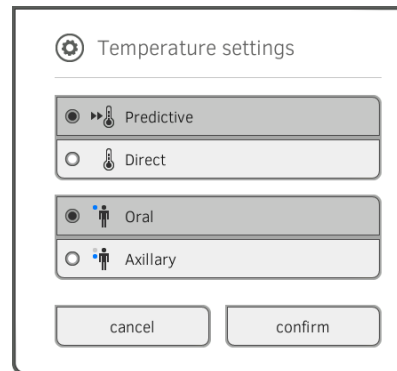 Temperature settings
Predictive
Direct
Oral
Axillary
cancel confirm